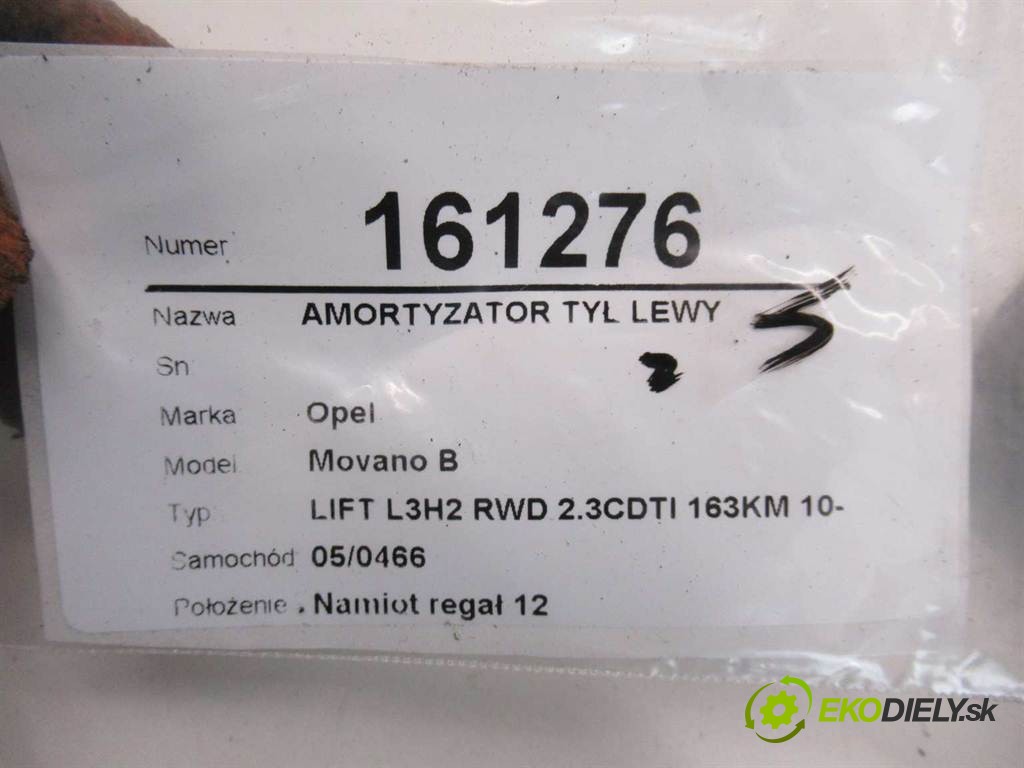 Numer 161276
Nazwa AMORTYZATOR TYŁ LEWY
Sn
Marka Opel
Model Movano B
Typ LIFT L3H2 RWD 2.3CDTI 163KM 10-
Samochód 05/0466
Położenie . Namiot regał 12
EKODIELY.sk